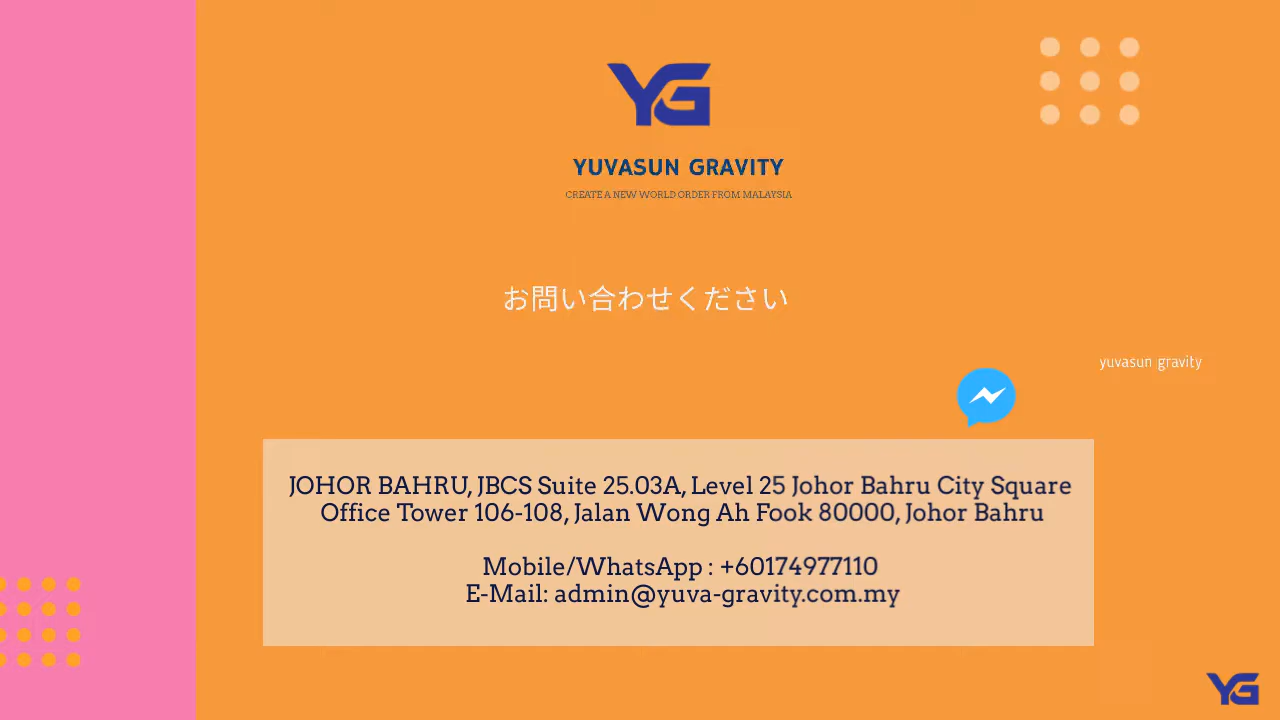 YG
YUVASUN GRAVITY
CREATE A NEW WORLD ORDER FROM MALAYSIA
お問い合わせください
yuvasun gravity
JOHOR BAHRU, JBCS Suite 25.03A, Level 25 Johor Bahru City Square
Office Tower 106-108, Jalan Wong Ah Fook 80000, Johor Bahru
Mobile/WhatsApp : +60174977110
E-Mail: admin@yuva-gravity.com.my
YG